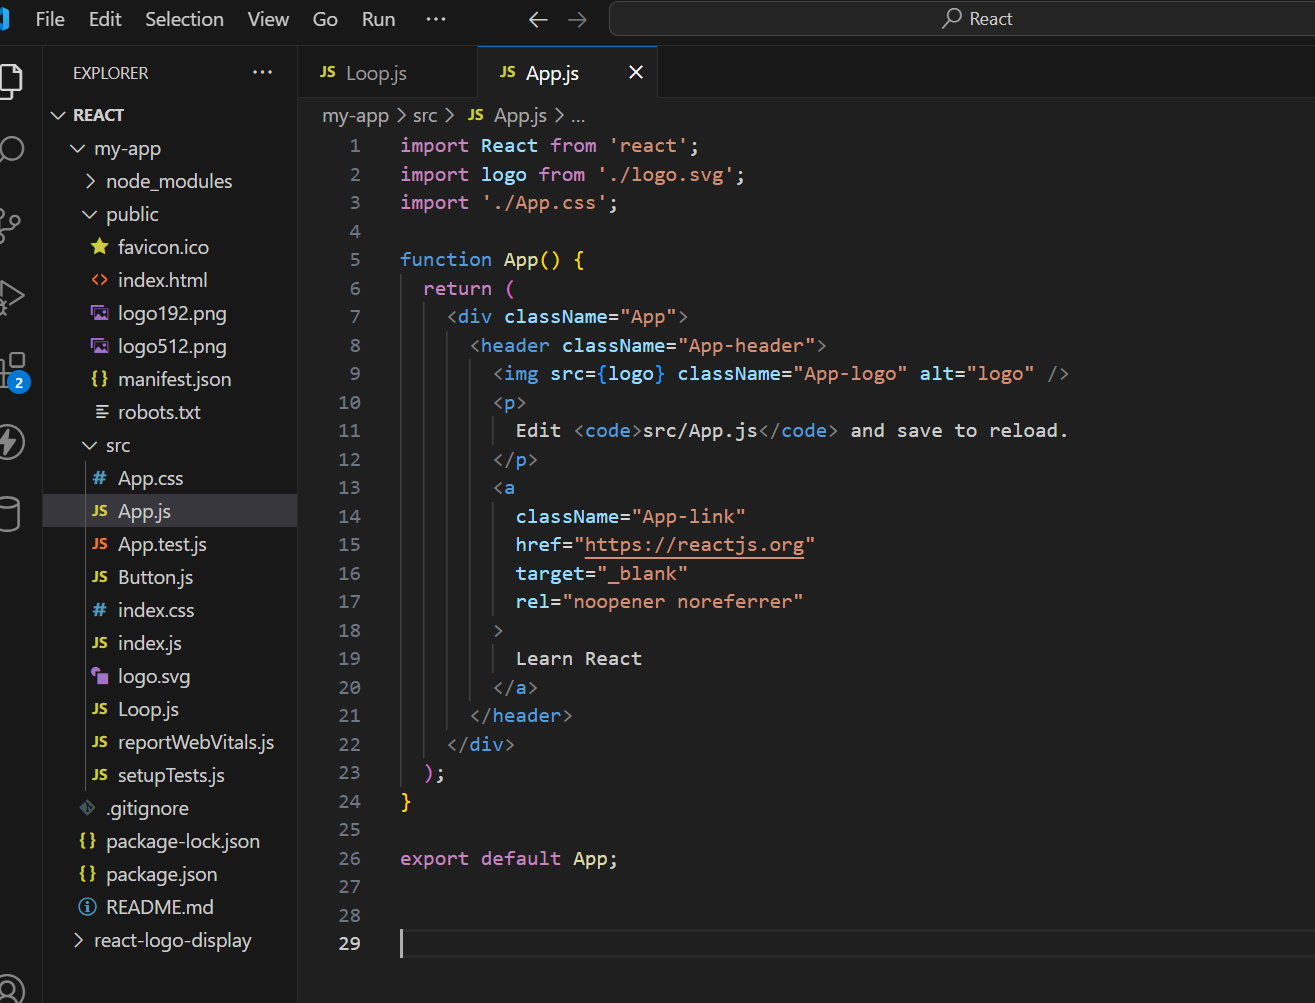 File Edit Selection View Go Run ... ← → React
EXPLORER ...
REACT
my-app
node_modules
public
favicon.ico
<> index.html
logo192.png
logo512.png
{} manifest.json
robots.txt
src
# App.css
JS App.js
JS App.test.js
JS Button.js
# index.css
JS index.js
logo.svg
JS Loop.js
JS reportWebVitals.js
JS setupTests.js
.gitignore
{} package-lock.json
{} package.json
README.md
react-logo-display
2
JS Loop.js JS App.js ×
my-app > src > JS App.js > ...
1 import React from 'react';
2 import logo from './logo.svg';
3 import './App.css';
4
5 function App() {
6   return (
7     <div className="App">
8       <header className="App-header">
9         <img src={logo} className="App-logo" alt="logo" />
10         <p>
11           Edit <code>src/App.js</code> and save to reload.
12         </p>
13         <a
14           className="App-link"
15           href="https://reactjs.org"
16           target="_blank"
17           rel="noopener noreferrer"
18         >
19           Learn React
20         </a>
21       </header>
22     </div>
23   );
24 }
25
26 export default App;
27
28
29